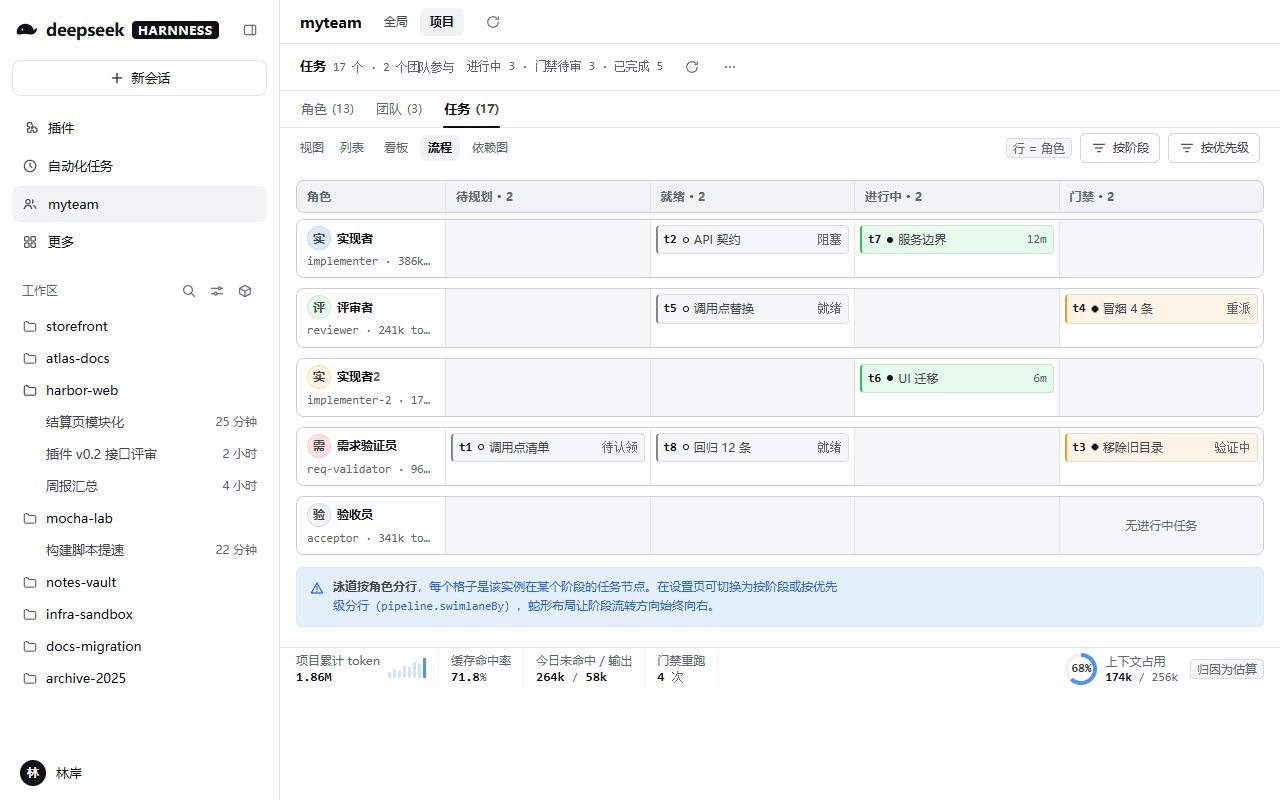 deepseek HARNNESS
新会话
插件
自动化任务
myteam
更多
工作区
storefront
atlas-docs
harbor-web
结算页模块化 25 分钟
插件 v0.2 接口评审 2 小时
周报汇总 4 小时
mocha-lab
构建脚本提速 22 分钟
notes-vault
infra-sandbox
docs-migration
archive-2025
林 林岸
myteam 全局 项目
任务 17 个 · 2 个团队参与 进行中 3 · 门禁待审 3 · 已完成 5 ···
角色 (13) 团队 (3) 任务 (17)
视图 列表 看板 流程 依赖图 行 = 角色 按阶段 按优先级
角色 待规划 • 2 就绪 • 2 进行中 • 2 门禁 • 2
实 实现者
implementer · 386k…
t2 API 契约 阻塞
t7 服务边界 12m
评 评审者
reviewer · 241k to…
t5 调用点替换 就绪
t4 冒烟 4 条 重派
实 实现者2
implementer-2 · 17…
t6 UI 迁移 6m
需 需求验证员
req-validator · 96…
t1 调用点清单 待认领
t8 回归 12 条 就绪
t3 移除旧目录 验证中
验 验收员
acceptor · 341k to…
无进行中任务
泳道按角色分行，每个格子是该实例在某个阶段的任务节点。在设置页可切换为按阶段或按优先
级分行 (pipeline.swimlaneBy) ，蛇形布局让阶段流转方向始终向右。
项目累计 token
1.86M
缓存命中率
71.8%
今日未命中 / 输出
264k / 58k
门禁重跑
4 次
68%
上下文占用
174k / 256k
归因为估算